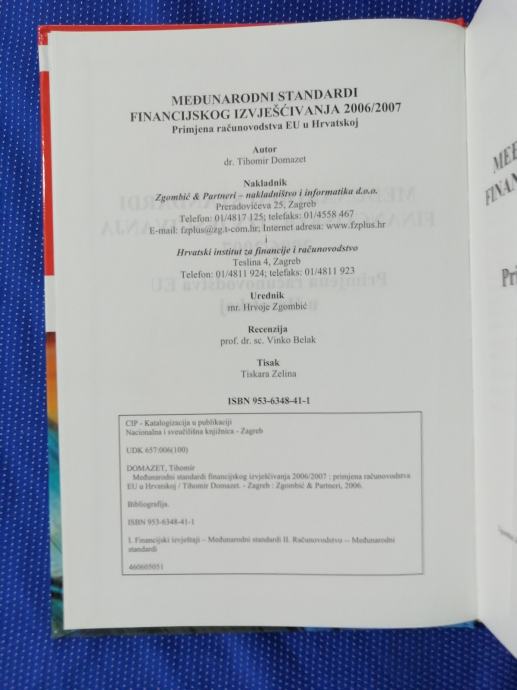 MEĐUNARODNI STANDARDI
FINANCIJSKOG IZVJEŠĆIVANJA 2006/2007
Primjena računovodstva EU u Hrvatskoj
Autor
dr. Tihomir Domazet
Nakladnik
Zgombić & Partneri – nakladništvo i informatika d.o.o.
Preradovićeva 25, Zagreb
Telefon: 01/4817 125; telefaks: 01/4558 467
E-mail: fzplus@zg.t-com.hr; Internet adresa: www.fzplus.hr
i
Hrvatski institut za financije i računovodstvo
Teslina 4, Zagreb
Telefon: 01/4811 924; telefaks: 01/4811 923
Urednik
mr. Hrvoje Zgombić
Recenzija
prof. dr. sc. Vinko Belak
Tisak
Tiskara Zelina
ISBN 953-6348-41-1
CIP - Katalogizacija u publikaciji
Nacionalna i sveučilišna knjižnica - Zagreb
UDK 657:006(100)
DOMAZET, Tihomir
Međunarodni standardi financijskog izvješćivanja 2006/2007 : primjena računovodstva
EU u Hrvatskoj / Tihomir Domazet. - Zagreb : Zgombić & Partneri, 2006.
Bibliografija.
ISBN 953-6348-41-1
I. Financijski izvještaji – Međunarodni standardi II. Računovodstvo -- Međunarodni
standardi
460605051